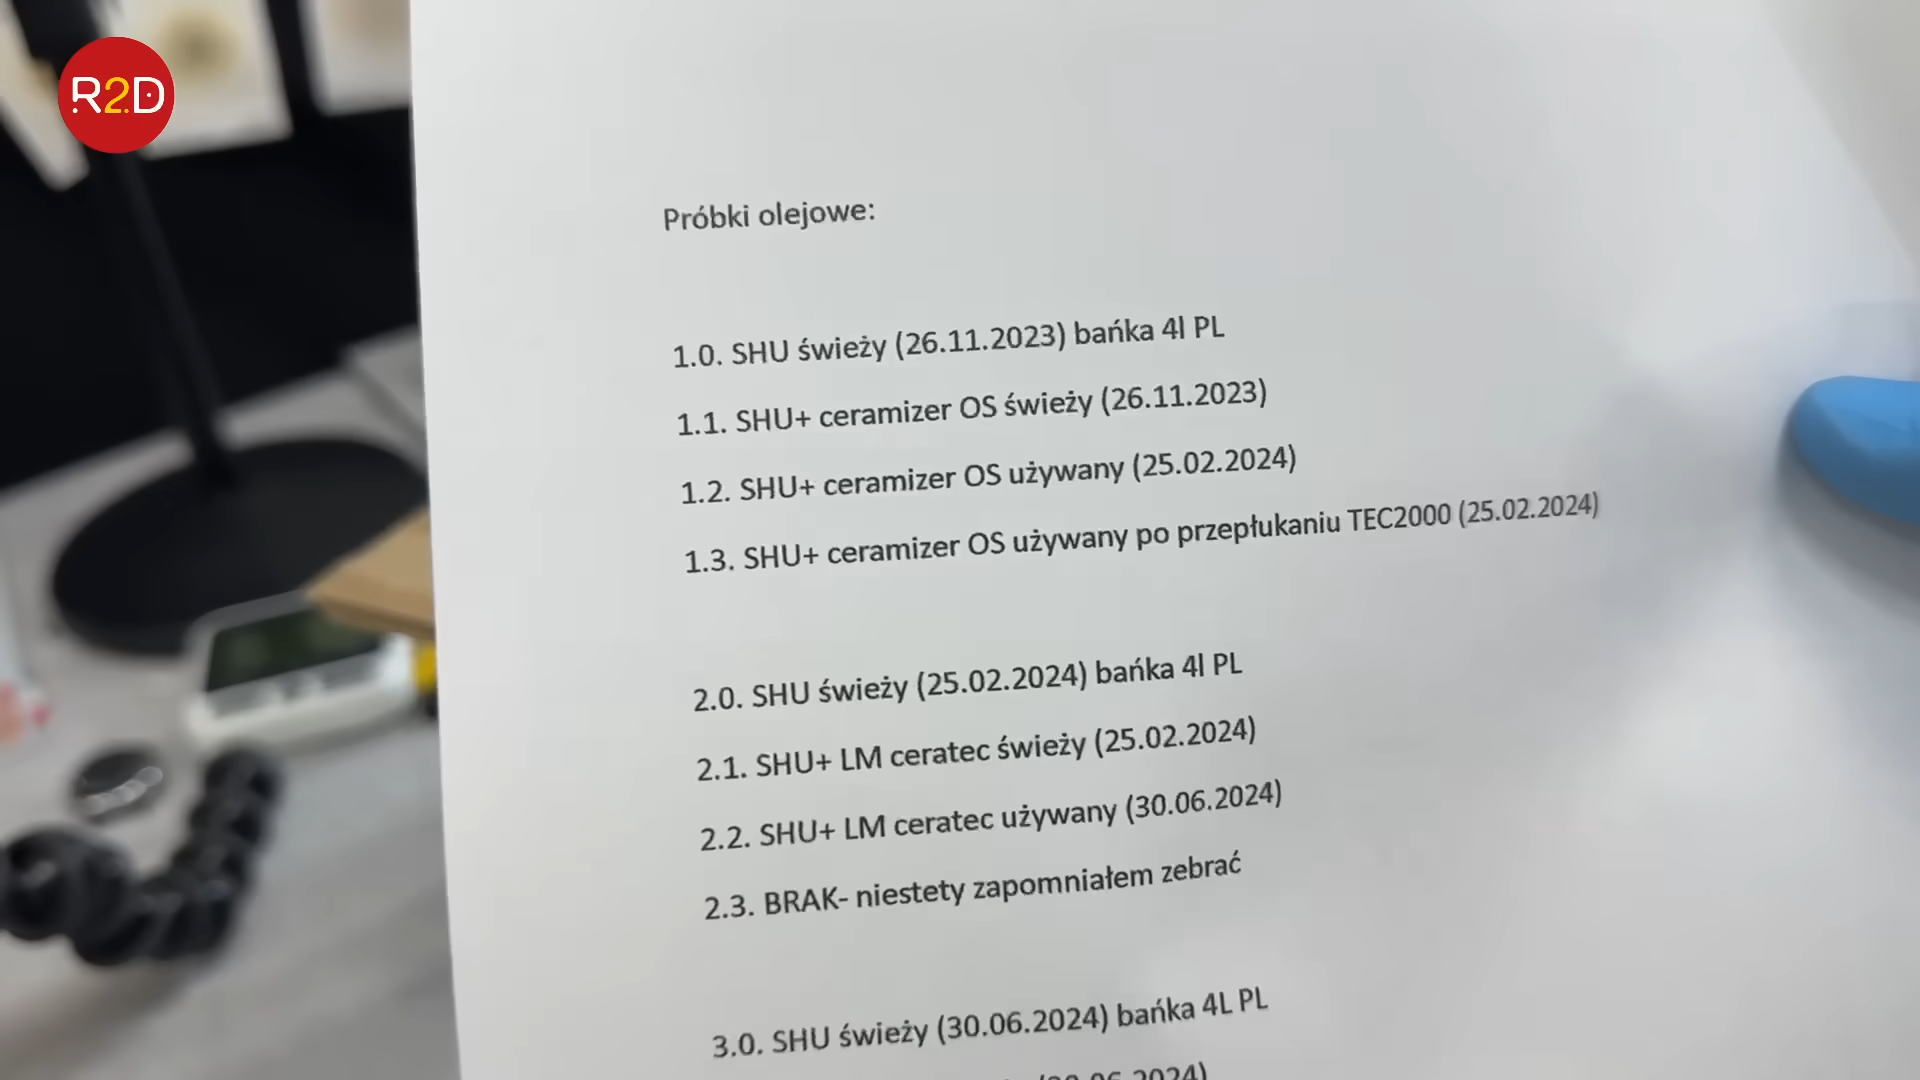 R2D
Próbki olejowe:
1.0. SHU świeży (26.11.2023) bańka 4l PL
1.1. SHU+ ceramizer OS świeży (26.11.2023)
1.2. SHU+ ceramizer OS używany (25.02.2024)
1.3. SHU+ ceramizer OS używany po przepłukaniu TEC2000 (25.02.2024)
2.0. SHU świeży (25.02.2024) bańka 4l PL
2.1. SHU+ LM ceratec świeży (25.02.2024)
2.2. SHU+ LM ceratec używany (30.06.2024)
2.3. BRAK- niestety zapomniałem zebrać
3.0. SHU świeży (30.06.2024) bańka 4L PL
(30.06.2024)